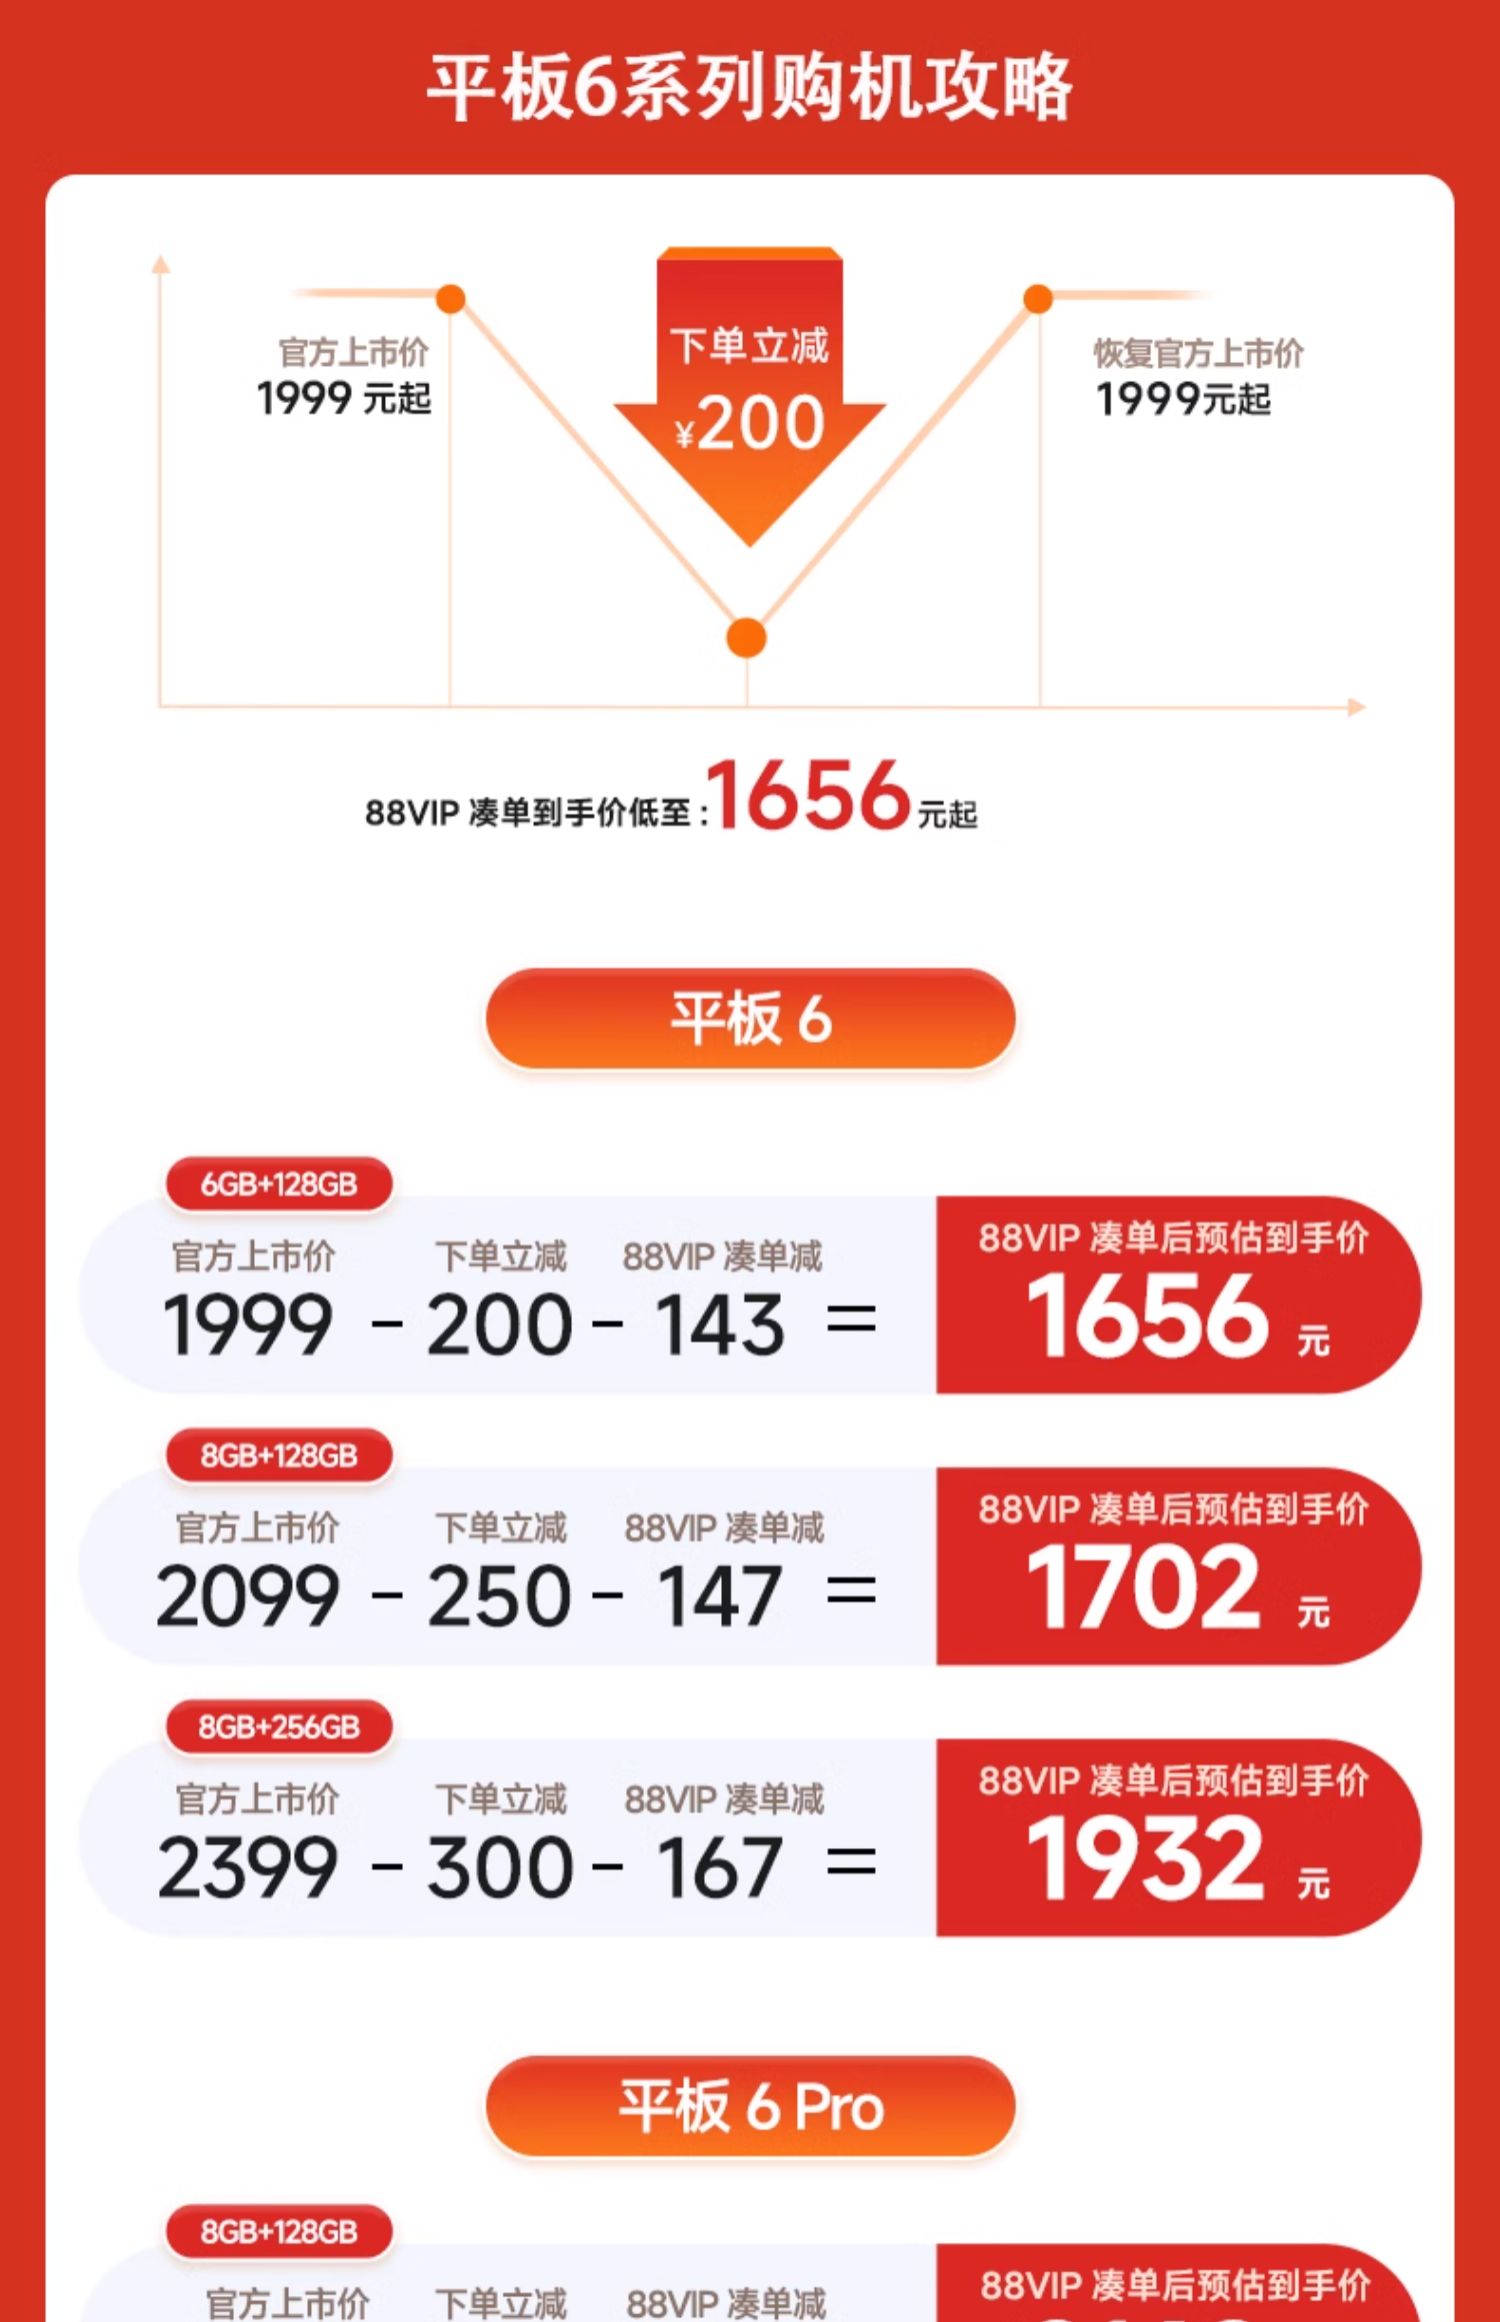 平板6系列购机攻略
下单立减
¥200
官方上市价
1999 元起
恢复官方上市价
1999元起
88VIP 凑单到手价低至:1656元起
平板 6
6GB+128GB
官方上市价 下单立减 88VIP 凑单减 88VIP 凑单后预估到手价
1999 - 200 - 143 = 1656 元
8GB+128GB
官方上市价 下单立减 88VIP 凑单减 88VIP 凑单后预估到手价
2099 - 250 - 147 = 1702 元
8GB+256GB
官方上市价 下单立减 88VIP 凑单减 88VIP 凑单后预估到手价
2399 - 300 - 167 = 1932 元
平板 6 Pro
8GB+128GB
官方上市价 下单立减 88VIP 凑单减 88VIP 凑单后预估到手价